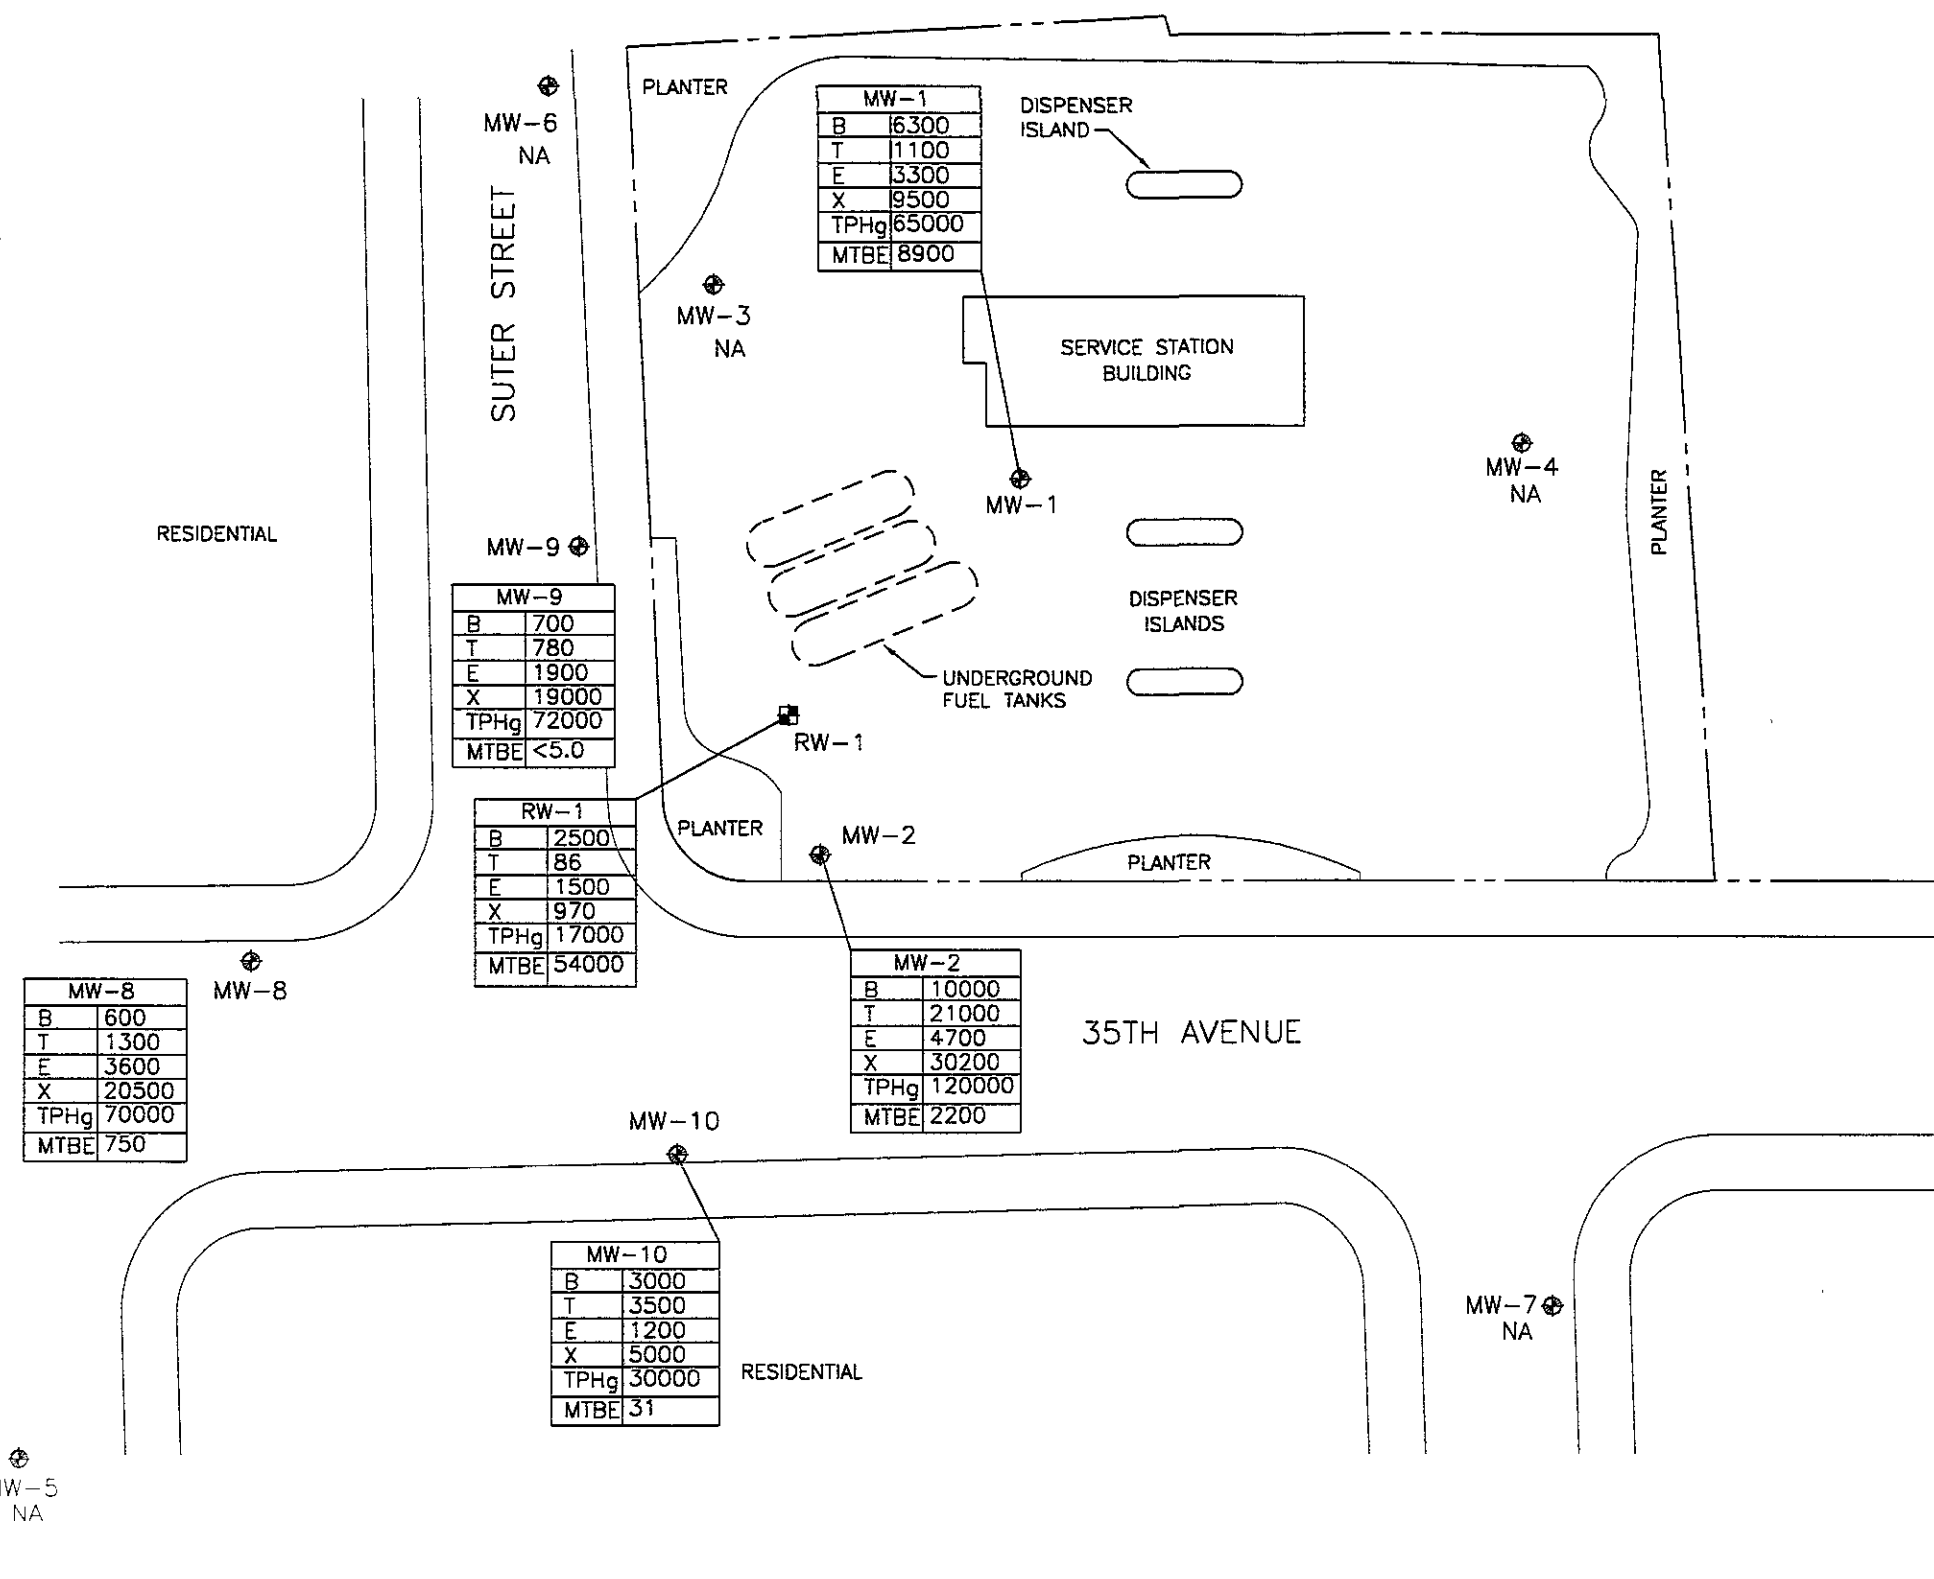 PLANTER
MW-6
NA
MW-1
B 6300
T 1100
E 3300
X 9500
TPHg 65000
MTBE 8900
DISPENSER
ISLAND
SUTER STREET
MW-3
NA
SERVICE STATION
BUILDING
MW-1
MW-4
NA
PLANTER
RESIDENTIAL
MW-9
MW-9
B 700
T 780
E 1900
X 19000
TPHg 72000
MTBE <5.0
DISPENSER
ISLANDS
UNDERGROUND
FUEL TANKS
RW-1
RW-1
B 2500
T 86
E 1500
X 970
TPHg 17000
MTBE 54000
PLANTER
MW-2
PLANTER
MW-8
MW-8
B 600
T 1300
E 3600
X 20500
TPHg 70000
MTBE 750
MW-2
B 10000
T 21000
E 4700
X 30200
TPHg 120000
MTBE 2200
35TH AVENUE
MW-10
MW-10
B 3000
T 3500
E 1200
X 5000
TPHg 30000
MTBE 31
RESIDENTIAL
MW-7
NA
W-5
NA